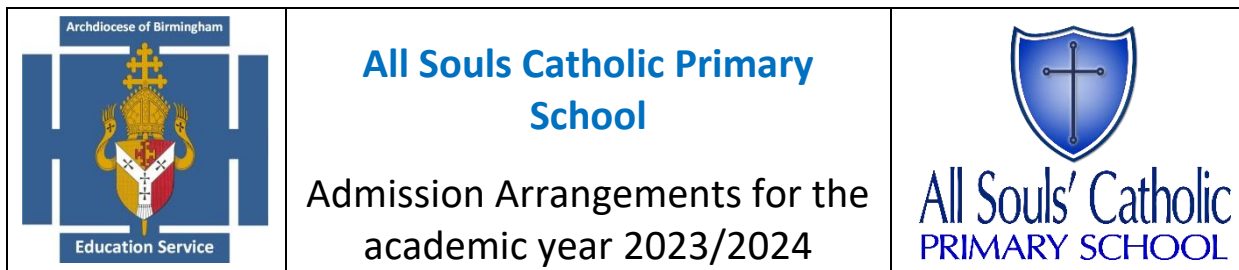 Archdiocese of Birmingham
Education Service
All Souls Catholic Primary
School
Admission Arrangements for the
academic year 2023/2024
All Souls' Catholic
PRIMARY SCHOOL